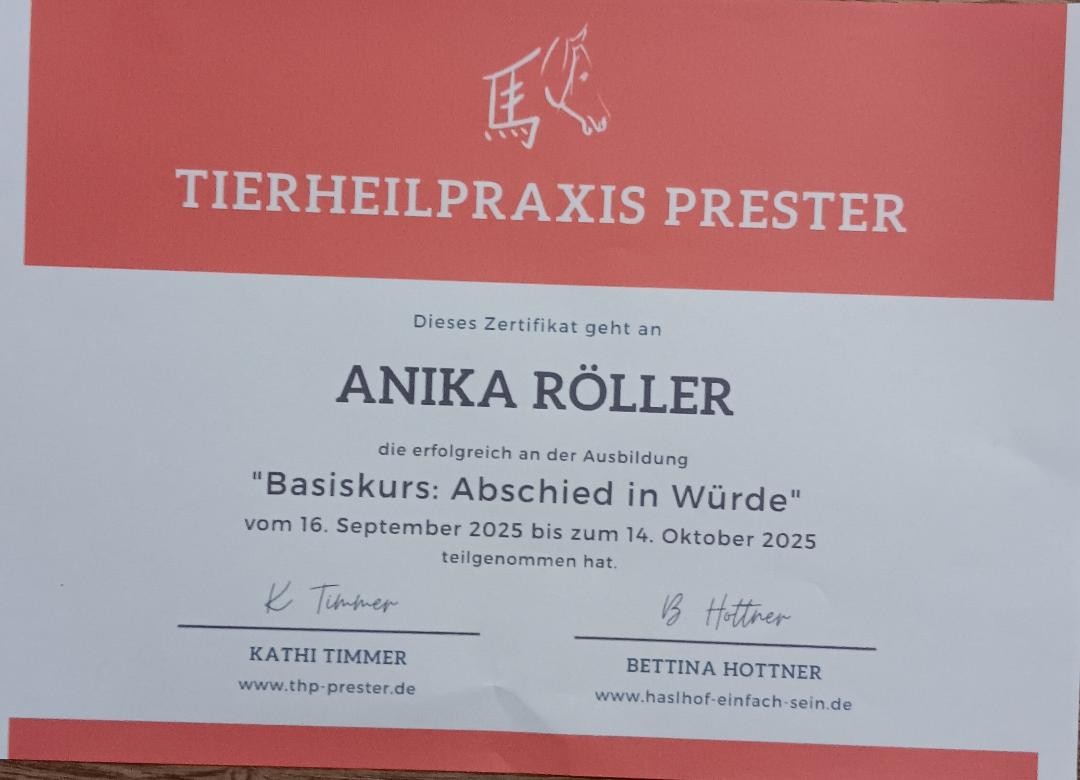 馬
TIERHEILPRAXIS PRESTER
Dieses Zertifikat geht an
ANIKA RÖLLER
die erfolgreich an der Ausbildung
"Basiskurs: Abschied in Würde"
vom 16. September 2025 bis zum 14. Oktober 2025
teilgenommen hat.
K Timmer
B Hottner
KATHI TIMMER
BETTINA HOTTNER
www.thp-prester.de
www.haslhof-einfach-sein.de